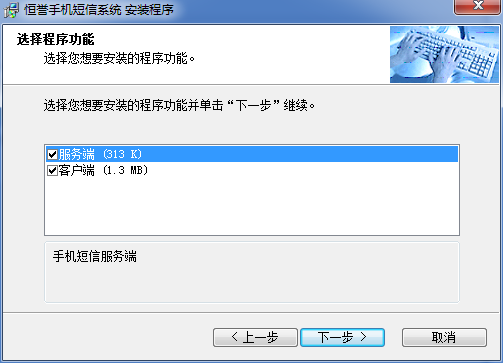 恒誉手机短信系统 安装程序
选择程序功能
选择您想要安装的程序功能。
选择您想要安装的程序功能并单击“下一步”继续。
服务端 (313 K)
客户端 (1.3 MB)
手机短信服务端
< 上一步
下一步 >
取消